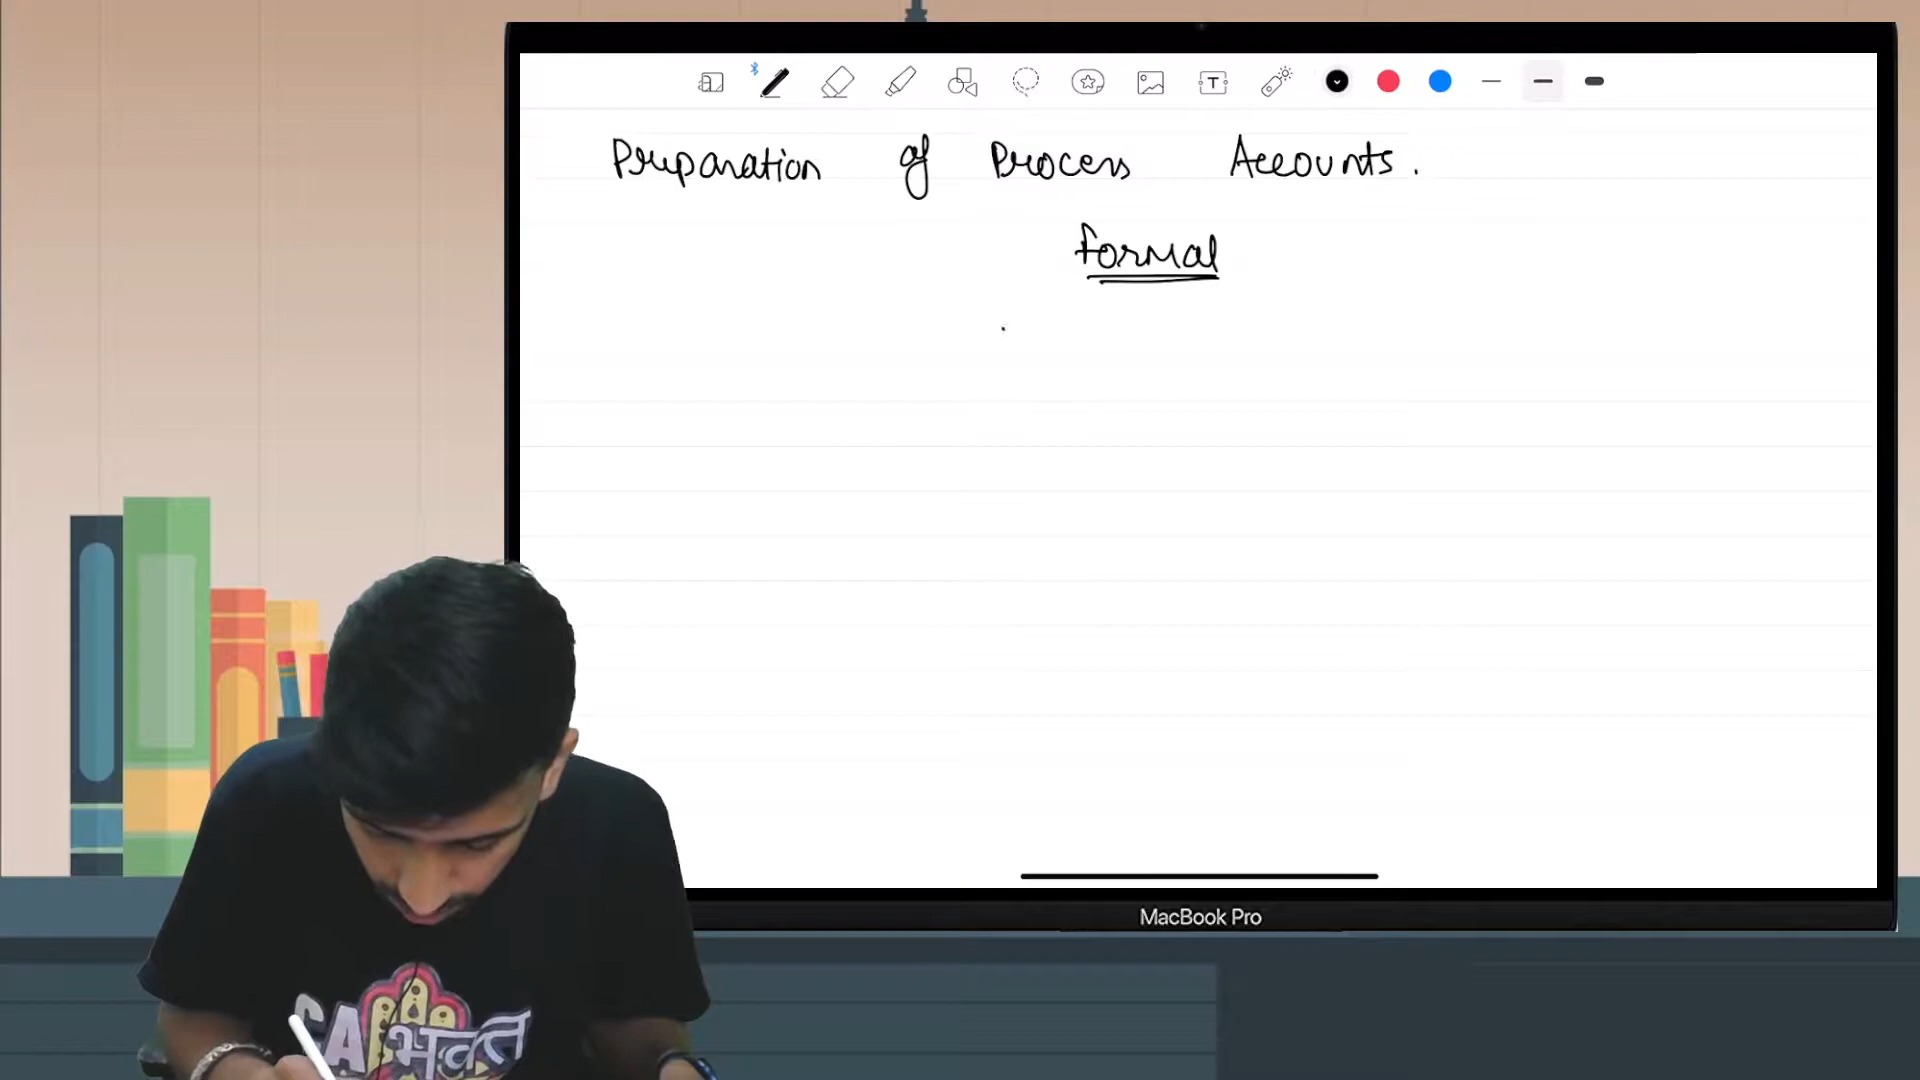 Preparation of Process Accounts.
Format
MacBook Pro
CA भक्त